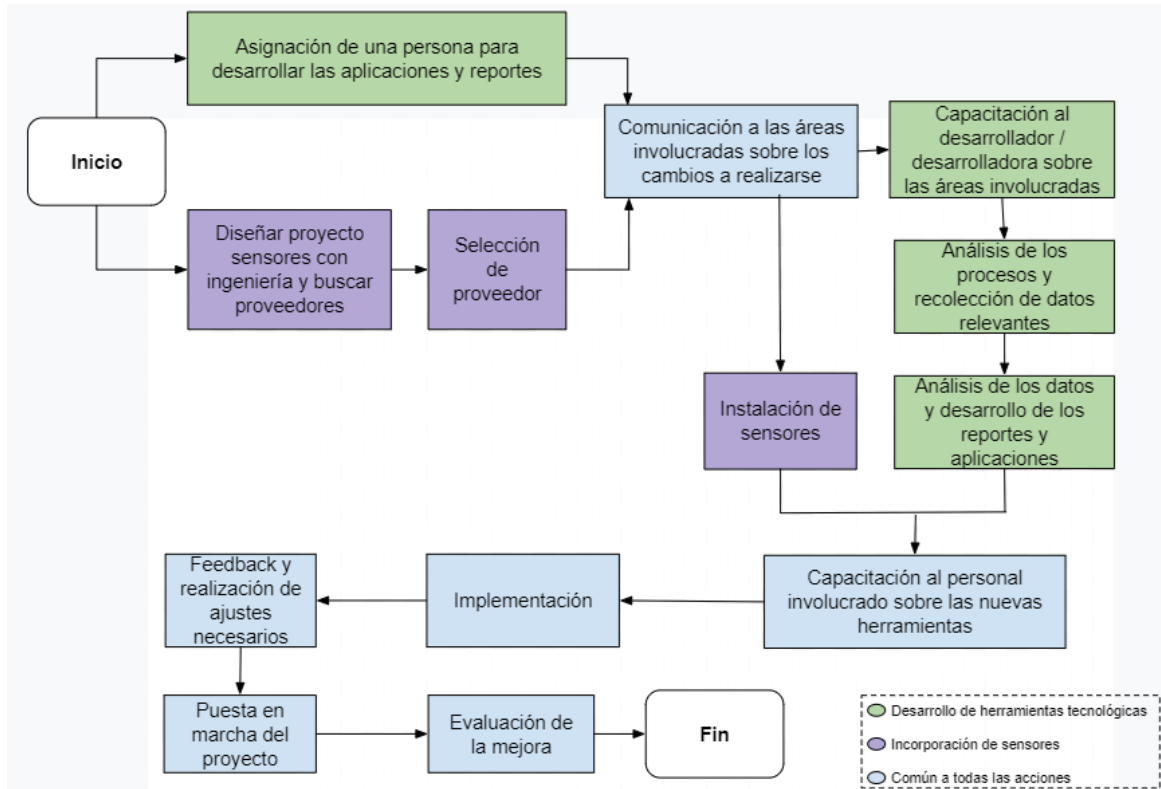 Asignación de una persona para
desarrollar las aplicaciones y reportes
Inicio
Comunicación a las áreas
involucradas sobre los
cambios a realizarse
Capacitación al
desarrollador /
desarrolladora sobre
las áreas involucradas
Diseñar proyecto
sensores con
ingeniería y buscar
proveedores
Selección
de
proveedor
Análisis de los
procesos y
recolección de datos
relevantes
Instalación de
sensores
Análisis de los datos
y desarrollo de los
reportes y
aplicaciones
Feedback y
realización de
ajustes
necesarios
Implementación
Capacitación al personal
involucrado sobre las nuevas
herramientas
Puesta en
marcha del
proyecto
Evaluación de
la mejora
Fin
Desarrollo de herramientas tecnológicas
Incorporación de sensores
Común a todas las acciones